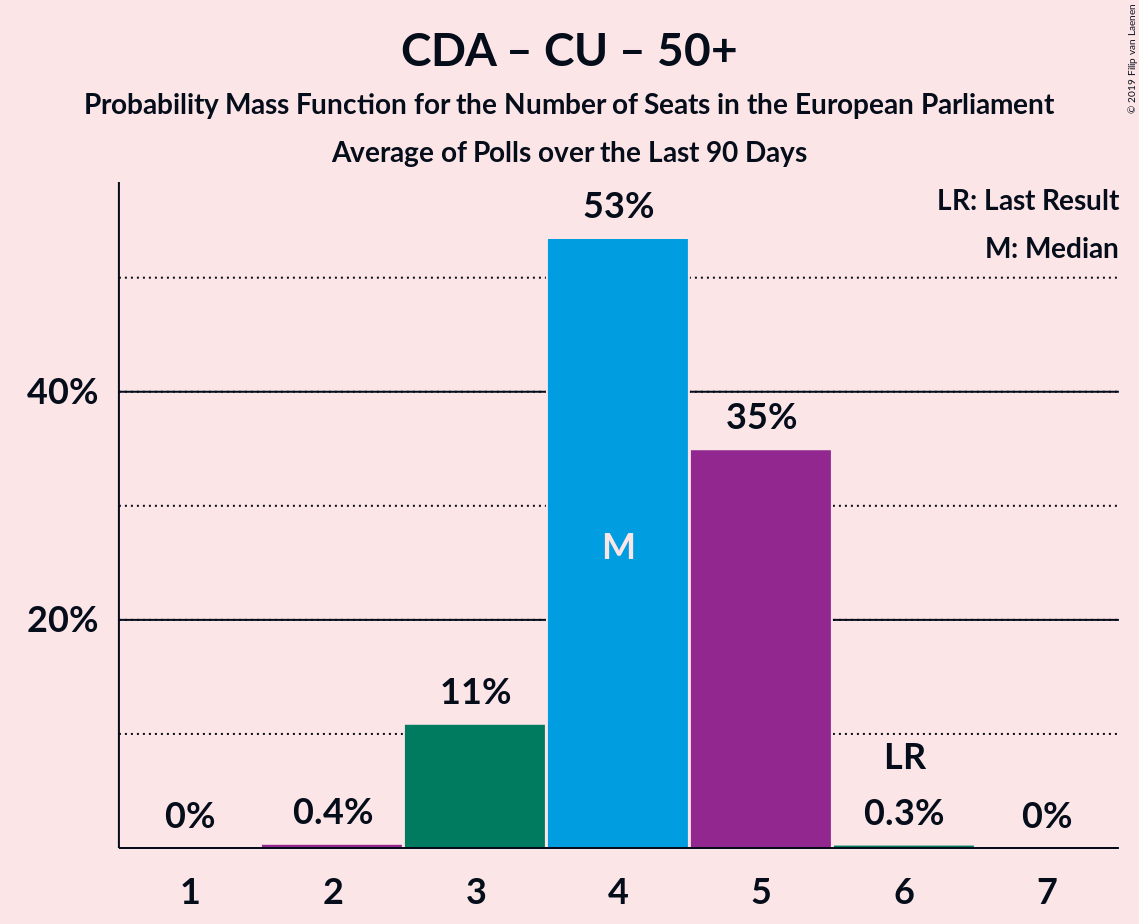 CDA – CU – 50+
Probability Mass Function for the Number of Seats in the European Parliament
Average of Polls over the Last 90 Days
© 2019 Filip van Laenen
LR: Last Result
M: Median
53%
40%
35%
M
20%
11%
LR
0%
0.4%
0.3%
0%
1 2 3 4 5 6 7